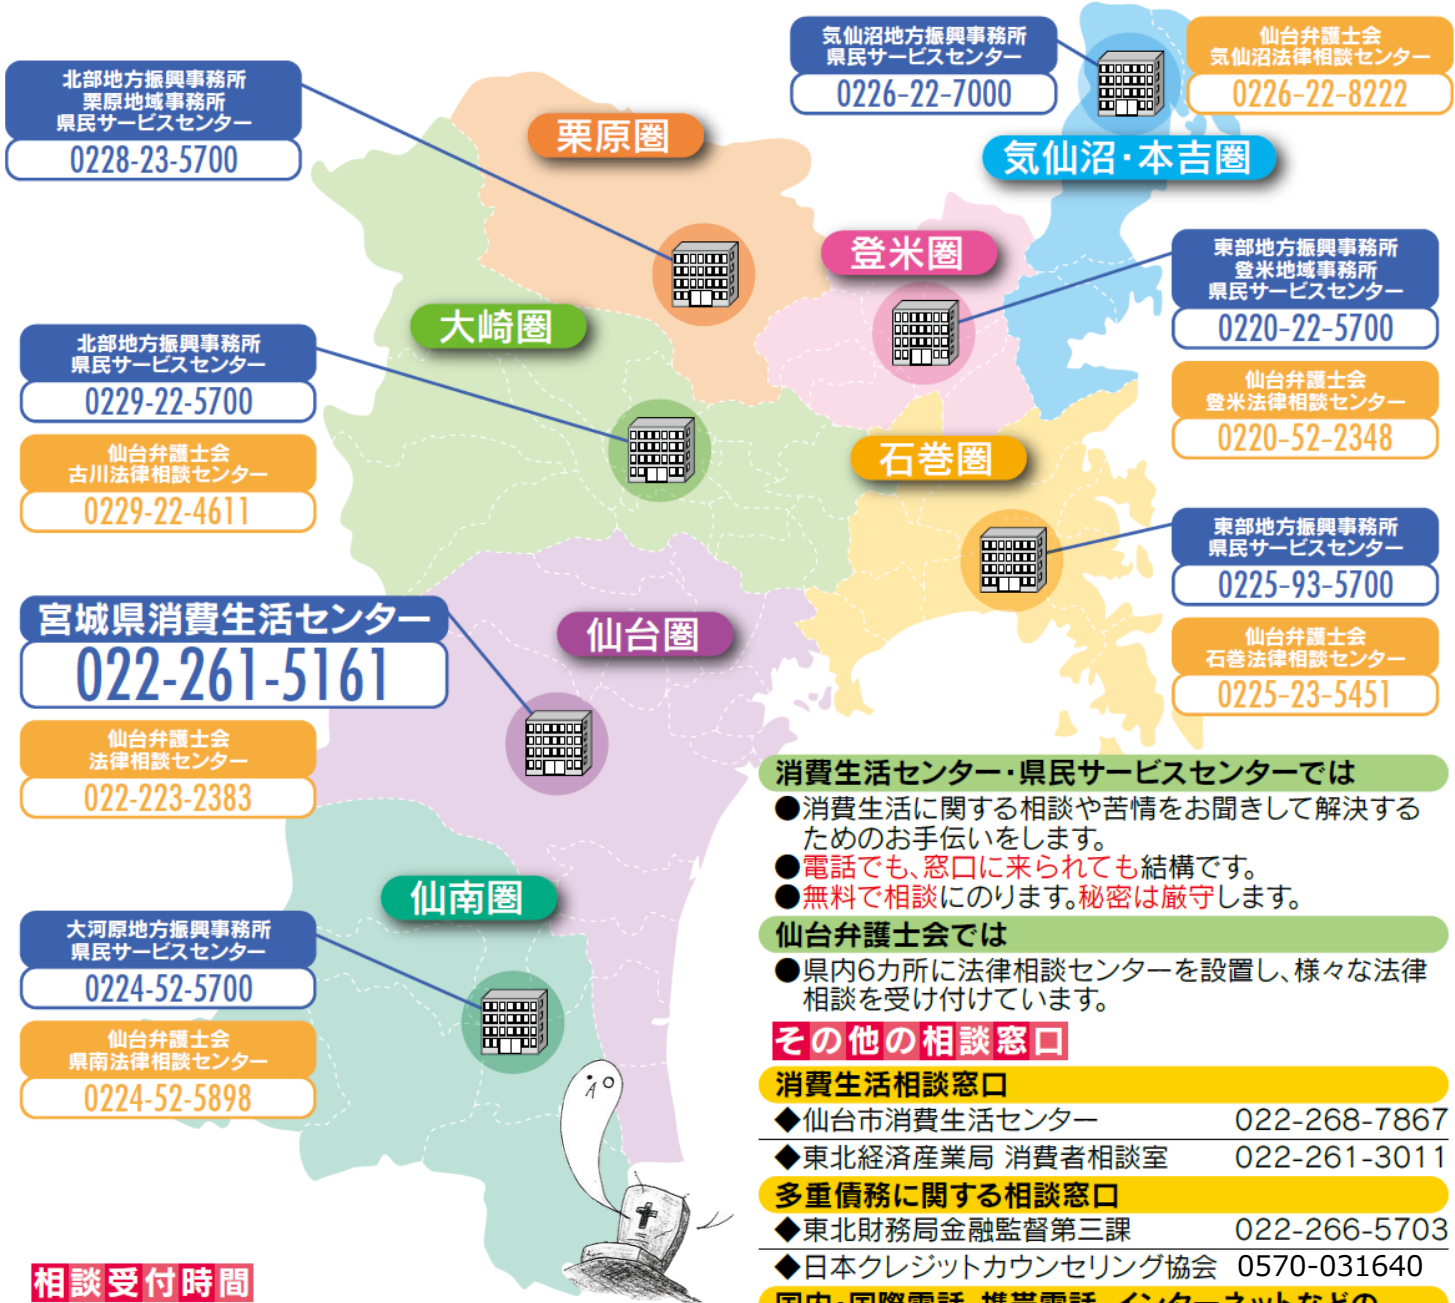 気仙沼地方振興事務所
県民サービスセンター
0226-22-7000
仙台弁護士会
気仙沼法律相談センター
0226-22-8222
北部地方振興事務所
栗原地域事務所
県民サービスセンター
0228-23-5700
栗原圏
気仙沼・本吉圏
登米圏
東部地方振興事務所
登米地域事務所
県民サービスセンター
0220-22-5700
大崎圏
北部地方振興事務所
県民サービスセンター
0229-22-5700
仙台弁護士会
登米法律相談センター
0220-52-2348
仙台弁護士会
古川法律相談センター
0229-22-4611
石巻圏
東部地方振興事務所
県民サービスセンター
0225-93-5700
宮城県消費生活センター
022-261-5161
仙台圏
仙台弁護士会
石巻法律相談センター
0225-23-5451
仙台弁護士会
法律相談センター
022-223-2383
仙南圏
大河原地方振興事務所
県民サービスセンター
0224-52-5700
仙台弁護士会
県南法律相談センター
0224-52-5898
消費生活センター・県民サービスセンターでは
●消費生活に関する相談や苦情をお聞きして解決する
ためのお手伝いをします。
●電話でも、窓口に来られても結構です。
●無料で相談にのります。秘密は厳守します。
仙台弁護士会では
●県内6カ所に法律相談センターを設置し、様々な法律
相談を受け付けています。
その他の相談窓口
消費生活相談窓口
◆仙台市消費生活センター 022-268-7867
◆東北経済産業局 消費者相談室 022-261-3011
多重債務に関する相談窓口
◆東北財務局金融監督第三課 022-266-5703
◆日本クレジットカウンセリング協会 0570-031640
国内・国際電話、携帯電話、インターネットなどの
相談受付時間